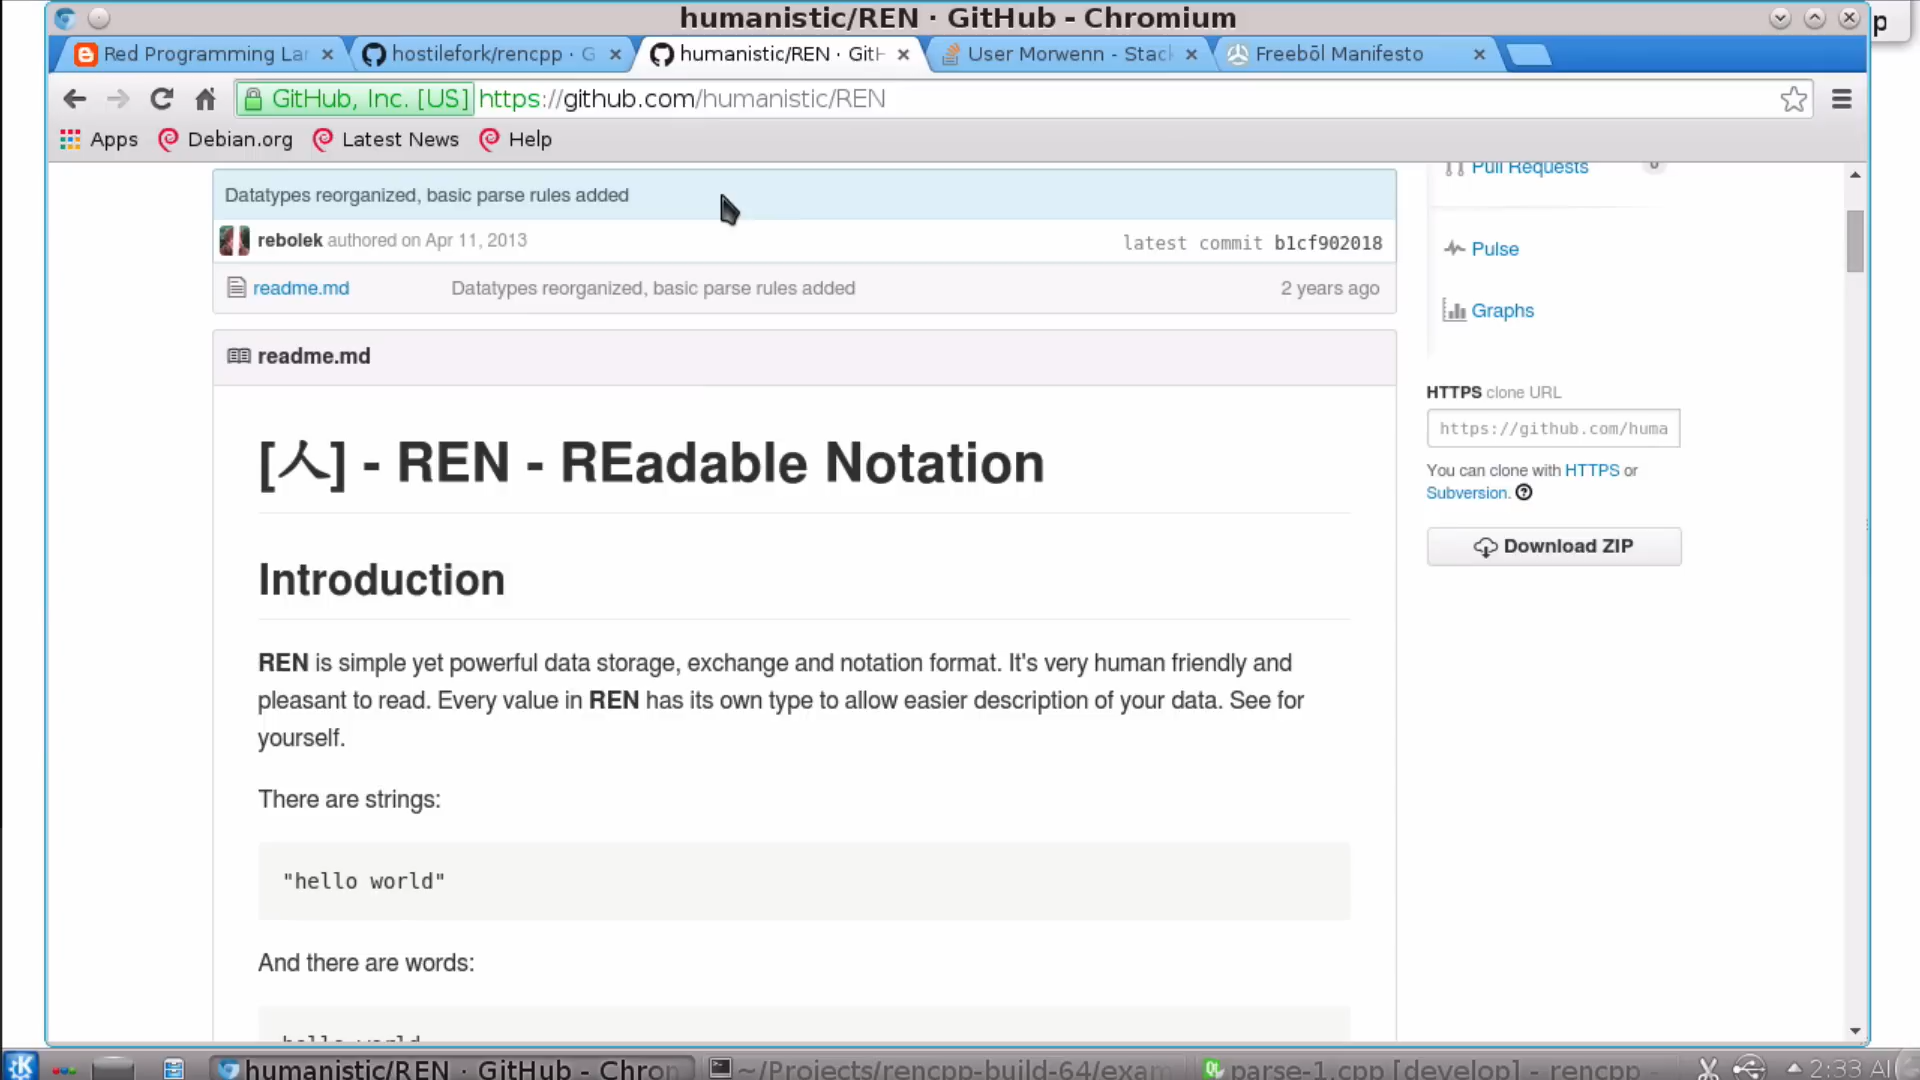 humanistic/REN · GitHub - Chromium
p
Red Programming Lar
hostilefork/rencpp · G
humanistic/REN · GitH
User Morwenn - Stack
Freebōl Manifesto
GitHub, Inc. [US] https://github.com/humanistic/REN
Apps Debian.org Latest News Help
Datatypes reorganized, basic parse rules added
rebolek authored on Apr 11, 2013
latest commit b1cf902018
readme.md Datatypes reorganized, basic parse rules added 2 years ago
readme.md
[人] - REN - REadable Notation
Introduction
REN is simple yet powerful data storage, exchange and notation format. It's very human friendly and
pleasant to read. Every value in REN has its own type to allow easier description of your data. See for
yourself.
There are strings:
"hello world"
And there are words:
hello world
Pull Requests 0
Pulse
Graphs
HTTPS clone URL
https://github.com/huma
You can clone with HTTPS or
Subversion.
Download ZIP
humanistic/REN · GitHub - Chron
~/Projects/rencpp-build-64/exam
parse-1.cpp [develop] - rencpp -
2:33 A